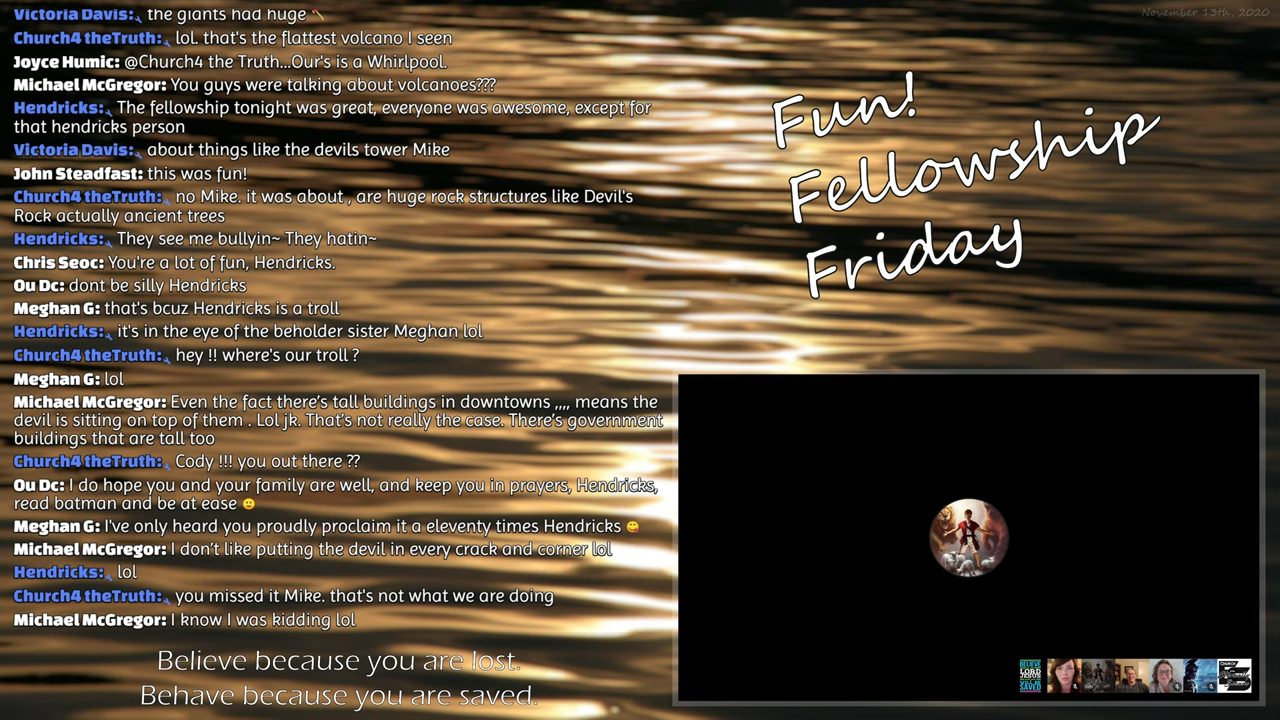 Victoria Davis: the giants had huge 🪓
Church4 theTruth: lol. that's the flattest volcano I seen
Joyce Humic: @Church4 the Truth...Our's is a Whirlpool.
Michael McGregor: You guys were talking about volcanoes???
Hendricks: The fellowship tonight was great, everyone was awesome, except for
that hendricks person
Victoria Davis: about things like the devils tower Mike
John Steadfast: this was fun!
Church4 theTruth: no Mike. it was about , are huge rock structures like Devil's
Rock actually ancient trees
Hendricks: They see me bullyin~ They hatin~
Chris Seoc: You're a lot of fun, Hendricks.
Ou Dc: dont be silly Hendricks
Meghan G: that's bcuz Hendricks is a troll
Hendricks: it's in the eye of the beholder sister Meghan lol
Church4 theTruth: hey !! where's our troll ?
Meghan G: lol
Michael McGregor: Even the fact there's tall buildings in downtowns ,,,, means the
devil is sitting on top of them . Lol jk. That's not really the case. There's government
buildings that are tall too
Church4 theTruth: Cody !!! you out there ??
Ou Dc: I do hope you and your family are well, and keep you in prayers, Hendricks,
read batman and be at ease 🙂
Meghan G: I've only heard you proudly proclaim it a eleventy times Hendricks 😋
Michael McGregor: I don't like putting the devil in every crack and corner lol
Hendricks: lol
Church4 theTruth: you missed it Mike. that's not what we are doing
Michael McGregor: I know I was kidding lol
Believe because you are lost.
Behave because you are saved.
November 13th, 2020
Fun!
Fellowship
Friday
BELIEVE
LORD
JESUS
SAVED
CHURCH